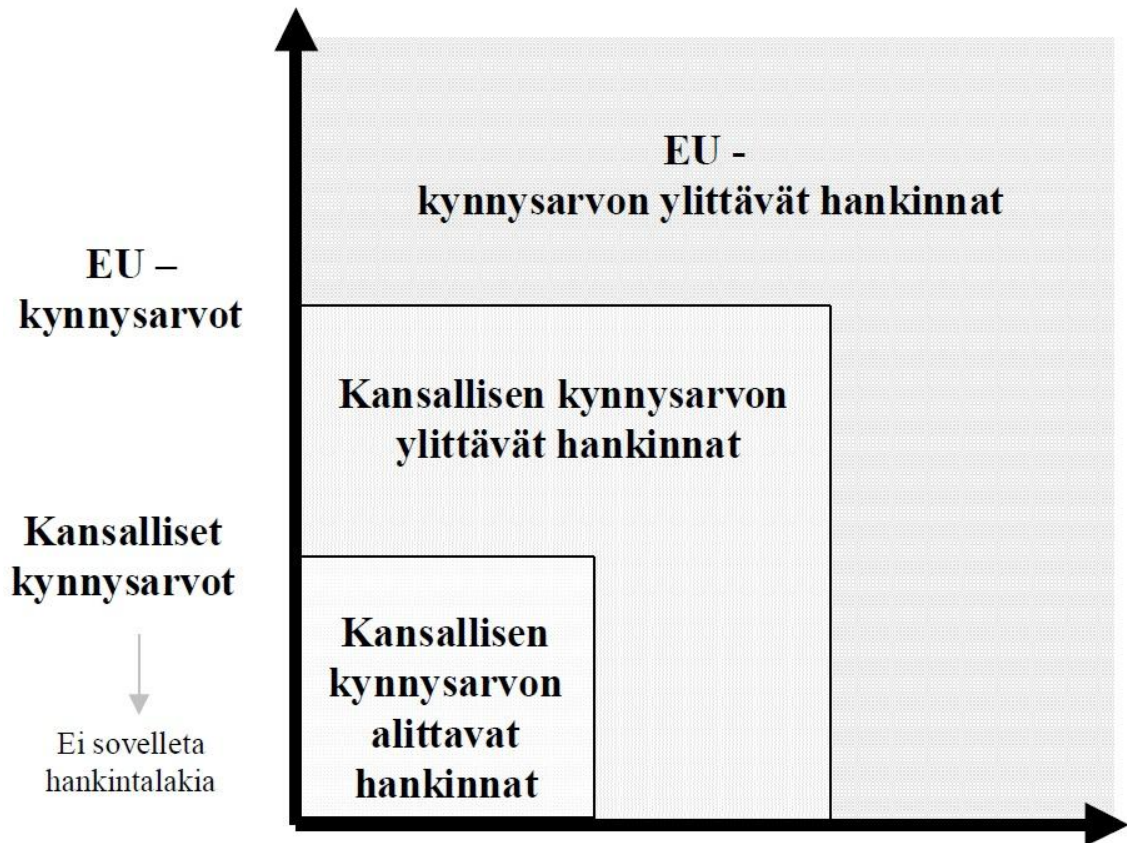 EU -
kynnysarvon ylittävät hankinnat
EU –
kynnysarvot
Kansallisen kynnysarvon
ylittävät hankinnat
Kansalliset
kynnysarvot
Kansallisen
kynnysarvon
alittavat
hankinnat
Ei sovelleta
hankintalakia